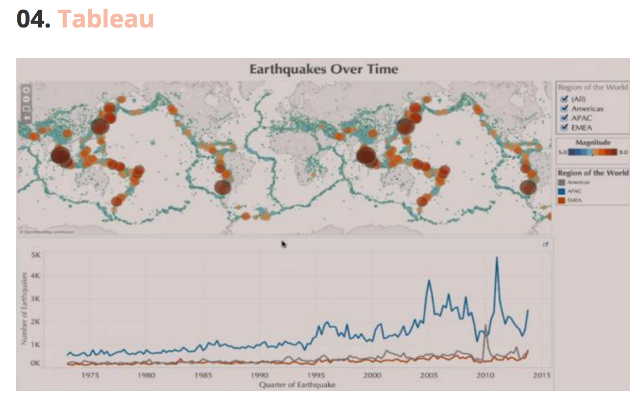 04. Tableau
Earthquakes Over Time
Region of the World
(All)
Americas
APAC
EMEA
Magnitude
5.0 9.0
Region of the World
Americas
APAC
EMEA
Number of Earthquakes
5K
4K
3K
2K
1K
0K
1975 1980 1985 1990 1995 2000 2005 2010 2015
Quarter of Earthquake